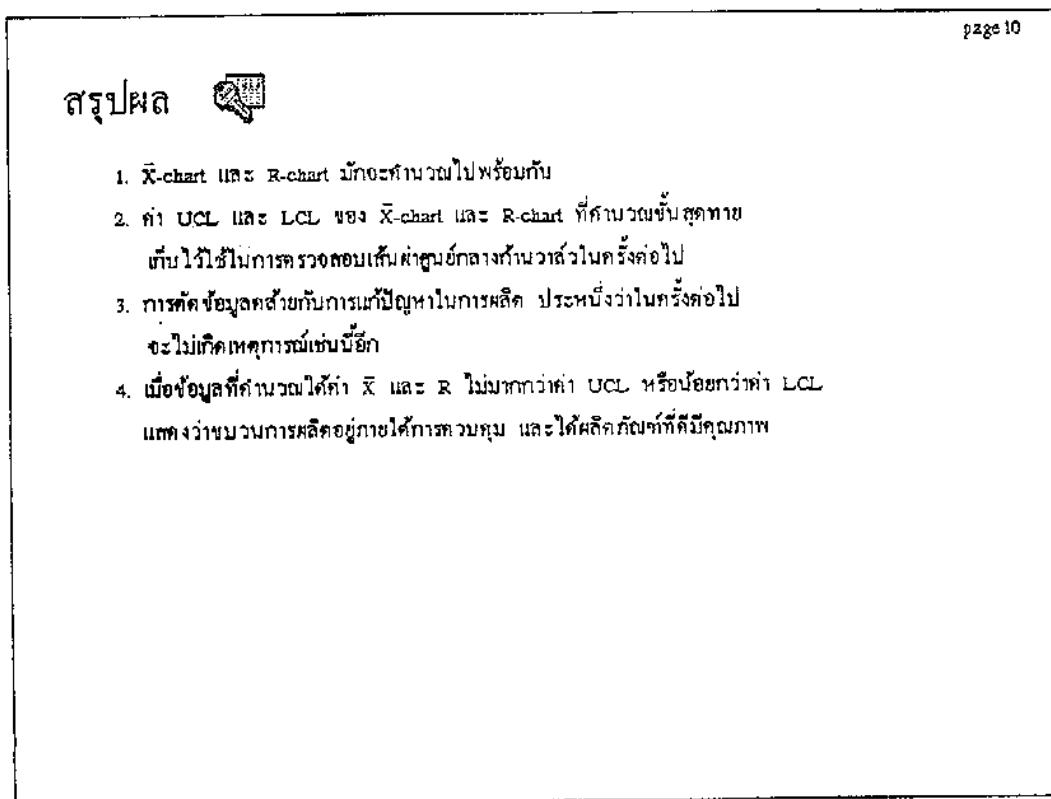 page 10
สรุปผล
1. X̄-chart และ R-chart มักจะคำนวณไปพร้อมกัน
2. ค่า UCL และ LCL ของ X̄-chart และ R-chart ที่คำนวณขั้นสุดท้าย
เก็บไว้ใช้ในการตรวจสอบเส้นผ่าศูนย์กลางก้านวาล์วในครั้งต่อไป
3. การตัดข้อมูลคล้ายกับการแก้ปัญหาในการผลิต ประหนึ่งว่าในครั้งต่อไป
จะไม่เกิดเหตุการณ์เช่นนี้อีก
4. เมื่อข้อมูลที่คำนวณได้ค่า X̄ และ R ไม่มากกว่าค่า UCL หรือน้อยกว่าค่า LCL
แสดงว่าขบวนการผลิตอยู่ภายใต้การควบคุม และได้ผลิตภัณฑ์ที่ดีมีคุณภาพ